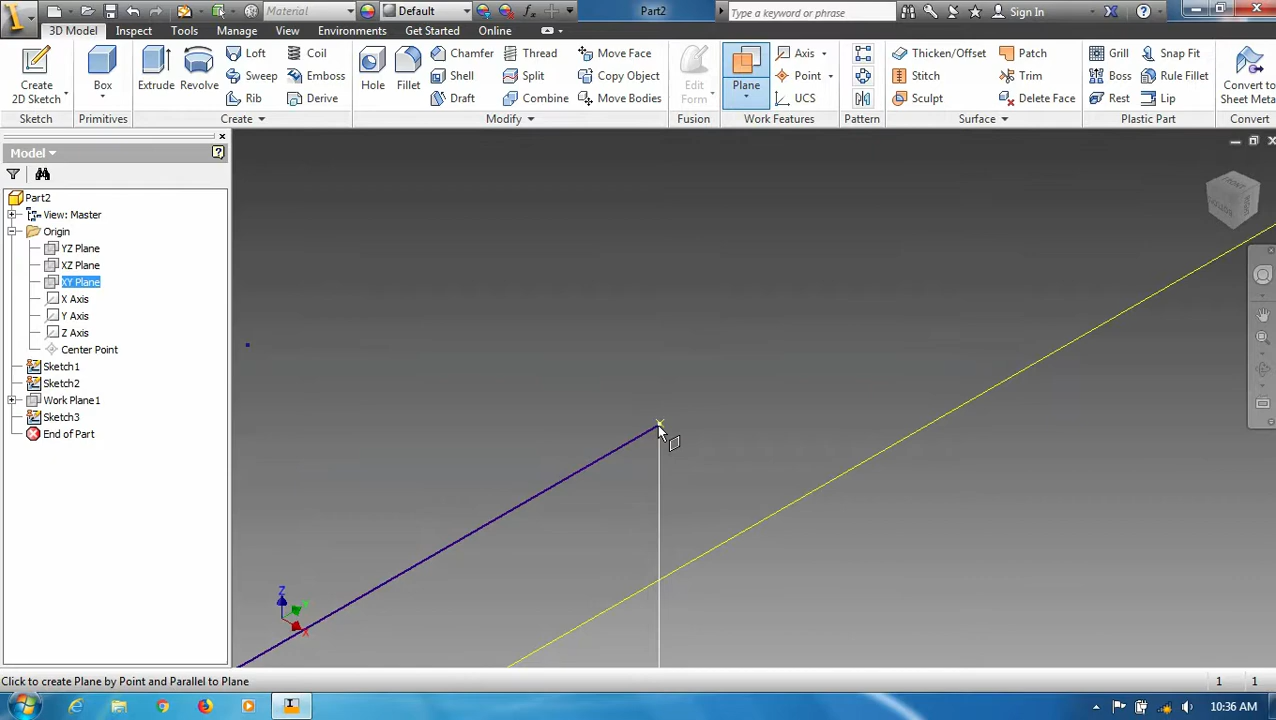 Material
Default
Part2
Type a keyword or phrase
Sign In
3D Model Inspect Tools Manage View Environments Get Started Online
Create
2D Sketch
Sketch
Box
Primitives
Extrude
Revolve
Loft
Sweep
Rib
Coil
Emboss
Derive
Create
Hole
Fillet
Chamfer
Shell
Draft
Thread
Split
Combine
Move Face
Copy Object
Move Bodies
Modify
Edit
Form
Fusion
Plane
Axis
Point
UCS
Work Features
Pattern
Thicken/Offset
Stitch
Sculpt
Patch
Trim
Delete Face
Surface
Grill
Boss
Rest
Snap Fit
Rule Fillet
Lip
Plastic Part
Convert to
Sheet Meta
Convert
Model
Part2
View: Master
Origin
YZ Plane
XZ Plane
XY Plane
X Axis
Y Axis
Z Axis
Center Point
Sketch1
Sketch2
Work Plane1
Sketch3
End of Part
Z
X
Click to create Plane by Point and Parallel to Plane
1 1
10:36 AM